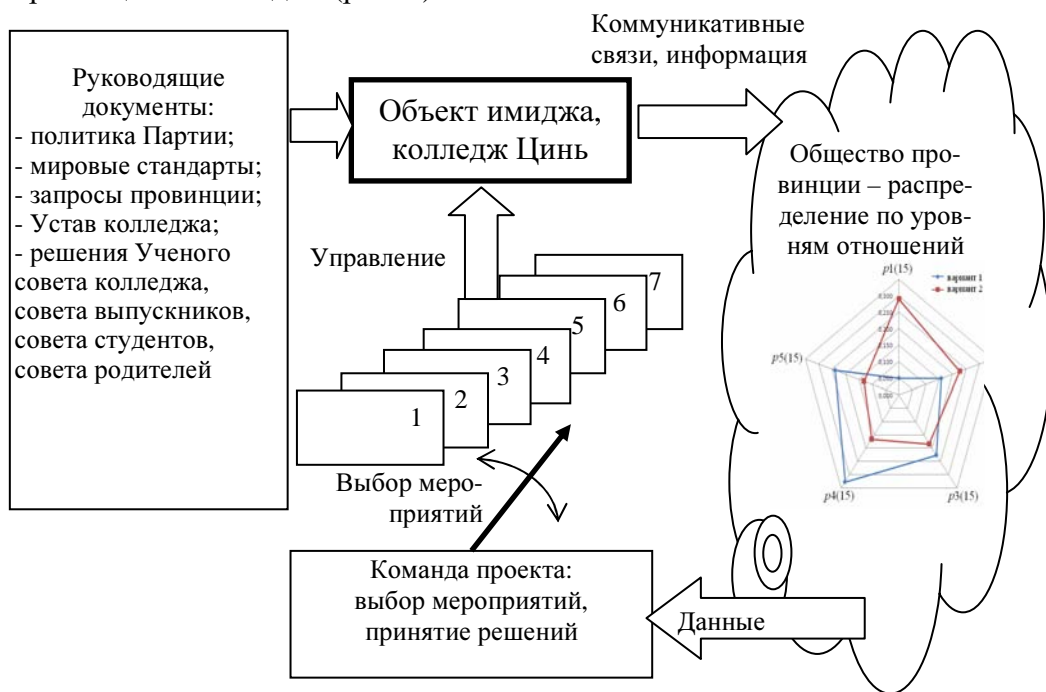 Коммуникативные
связи, информация
Руководящие
документы:
- политика Партии;
- мировые стандарты;
- запросы провинции;
- Устав колледжа;
- решения Ученого
совета колледжа,
совета выпускников,
совета студентов,
совета родителей
Объект имиджа,
колледж Цинь
Общество про-
винции – распре-
деление по уров-
ням отношений
p1(15)
вариант 1
вариант 2
p5(15)
p4(15)
p3(15)
Управление
7
6
5
4
3
2
1
Выбор меро-
приятий
Команда проекта:
выбор мероприятий,
принятие решений
Данные